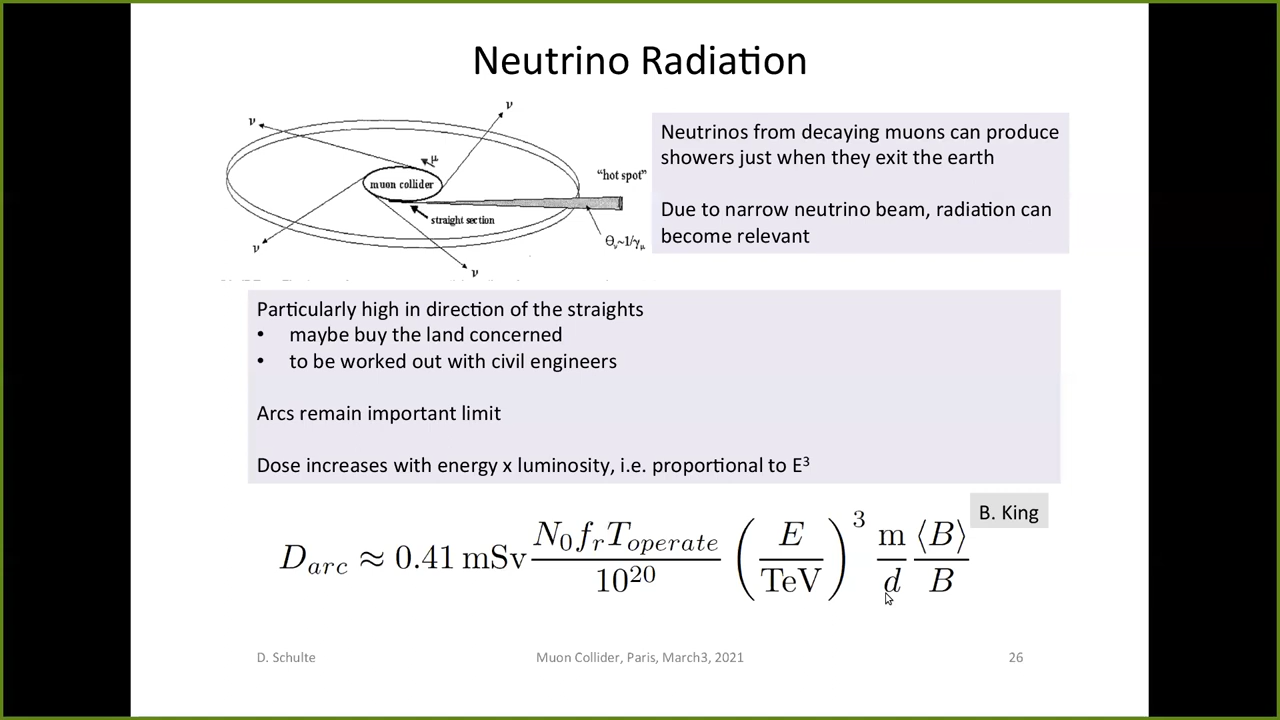 Neutrino Radiation
ν
ν
μ
muon collider
"hot spot"
straight section
Θν~1/γμ
ν
ν
Neutrinos from decaying muons can produce
showers just when they exit the earth
Due to narrow neutrino beam, radiation can
become relevant
Particularly high in direction of the straights
• maybe buy the land concerned
• to be worked out with civil engineers
Arcs remain important limit
Dose increases with energy x luminosity, i.e. proportional to E³
B. King
D_arc ≈ 0.41 mSv (N₀ f_r T_operate / 10²⁰) (E / TeV)³ (m / d) (⟨B⟩ / B)
D. Schulte
Muon Collider, Paris, March3, 2021
26